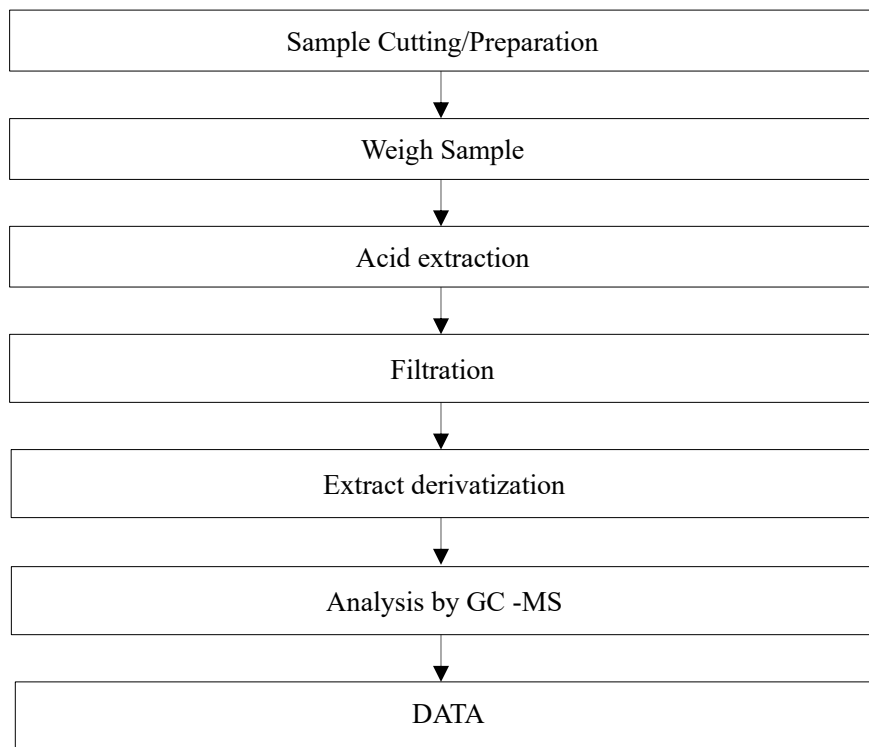 Sample Cutting/Preparation
Weigh Sample
Acid extraction
Filtration
Extract derivatization
Analysis by GC -MS
DATA